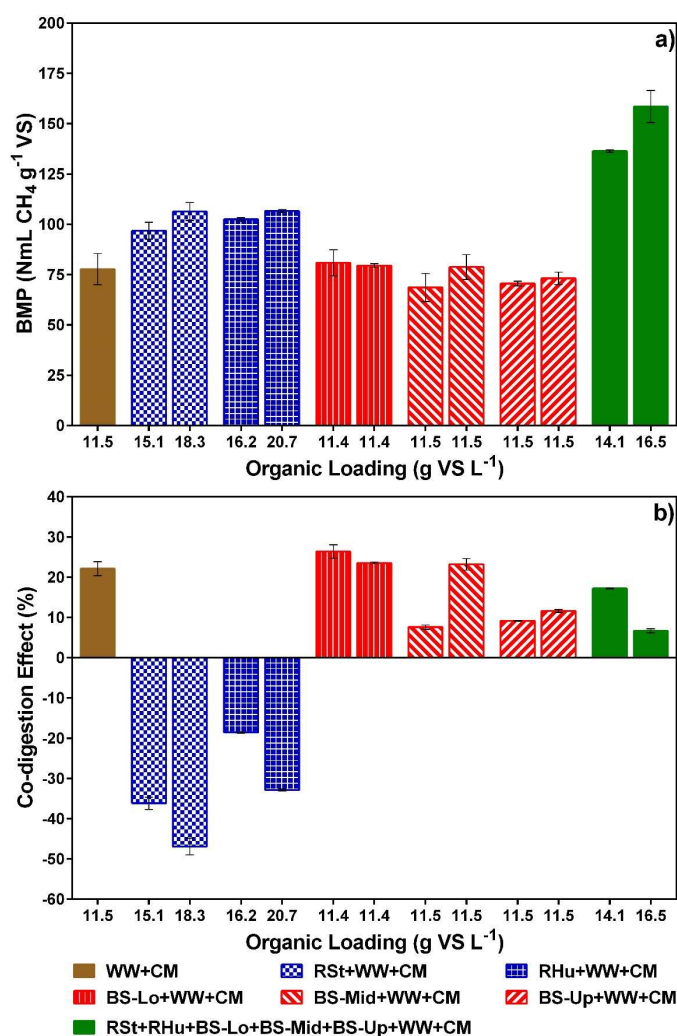 a)
BMP (NmL CH4 g-1 VS)
200
175
150
125
100
75
50
25
0
11.5 15.1 18.3 16.2 20.7 11.4 11.4 11.5 11.5 11.5 11.5 14.1 16.5
Organic Loading (g VS L-1)
b)
Co-digestion Effect (%)
40
30
20
10
0
-10
-20
-30
-40
-50
-60
11.5 15.1 18.3 16.2 20.7 11.4 11.4 11.5 11.5 11.5 11.5 14.1 16.5
Organic Loading (g VS L-1)
WW+CM RSt+WW+CM RHu+WW+CM
BS-Lo+WW+CM BS-Mid+WW+CM BS-Up+WW+CM
RSt+RHu+BS-Lo+BS-Mid+BS-Up+WW+CM